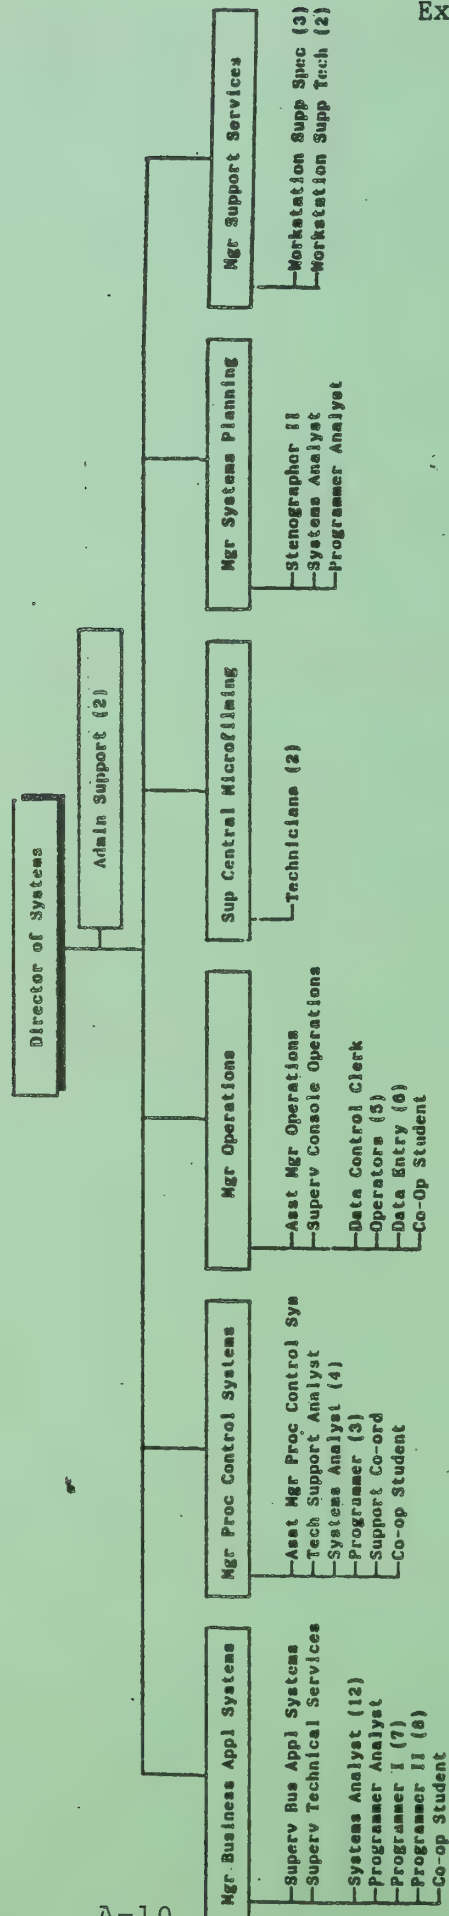 Ex
Director of Systems
Admin Support (2)
Mgr Business Appl Systems
Superv Bus Appl Systems
Superv Technical Services
Systems Analyst (12)
Programmer Analyst
Programmer I (7)
Programmer II (8)
Co-op Student
Mgr Proc Control Systems
Asst Mgr Proc Control Sys
Tech Support Analyst
Systems Analyst (4)
Programmer (3)
Support Co-ord
Co-op Student
Mgr Operations
Asst Mgr Operations
Superv Console Operations
Data Control Clerk
Operators (5)
Data Entry (6)
Co-Op Student
Sup Central Microfilming
Technicians (2)
Mgr Systems Planning
Stenographer II
Systems Analyst
Programmer Analyst
Mgr Support Services
Workstation Supp Spec (3)
Workstation Supp Tech (2)
A-10